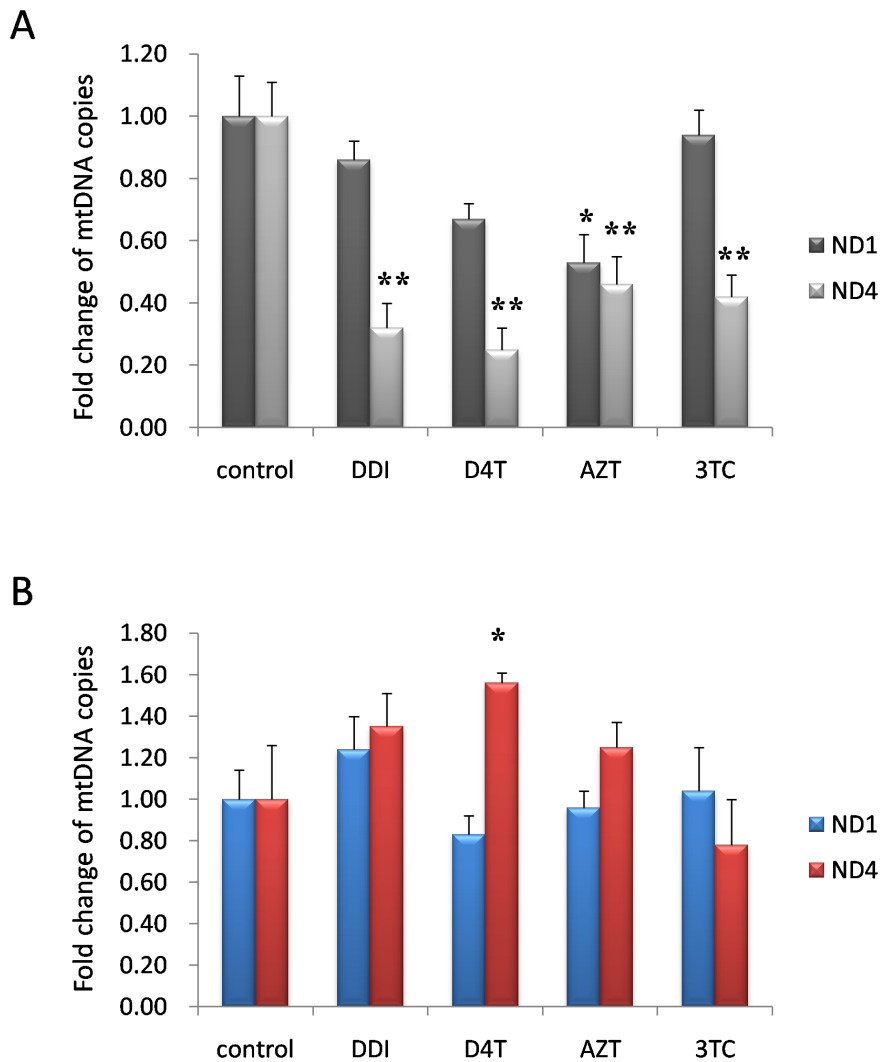 A
Fold change of mtDNA copies
1.20
1.00
0.80
0.60
0.40
0.20
0.00
**
**
* **
**
control DDI D4T AZT 3TC
ND1
ND4
B
Fold change of mtDNA copies
1.80
1.60
1.40
1.20
1.00
0.80
0.60
0.40
0.20
0.00
*
control DDI D4T AZT 3TC
ND1
ND4